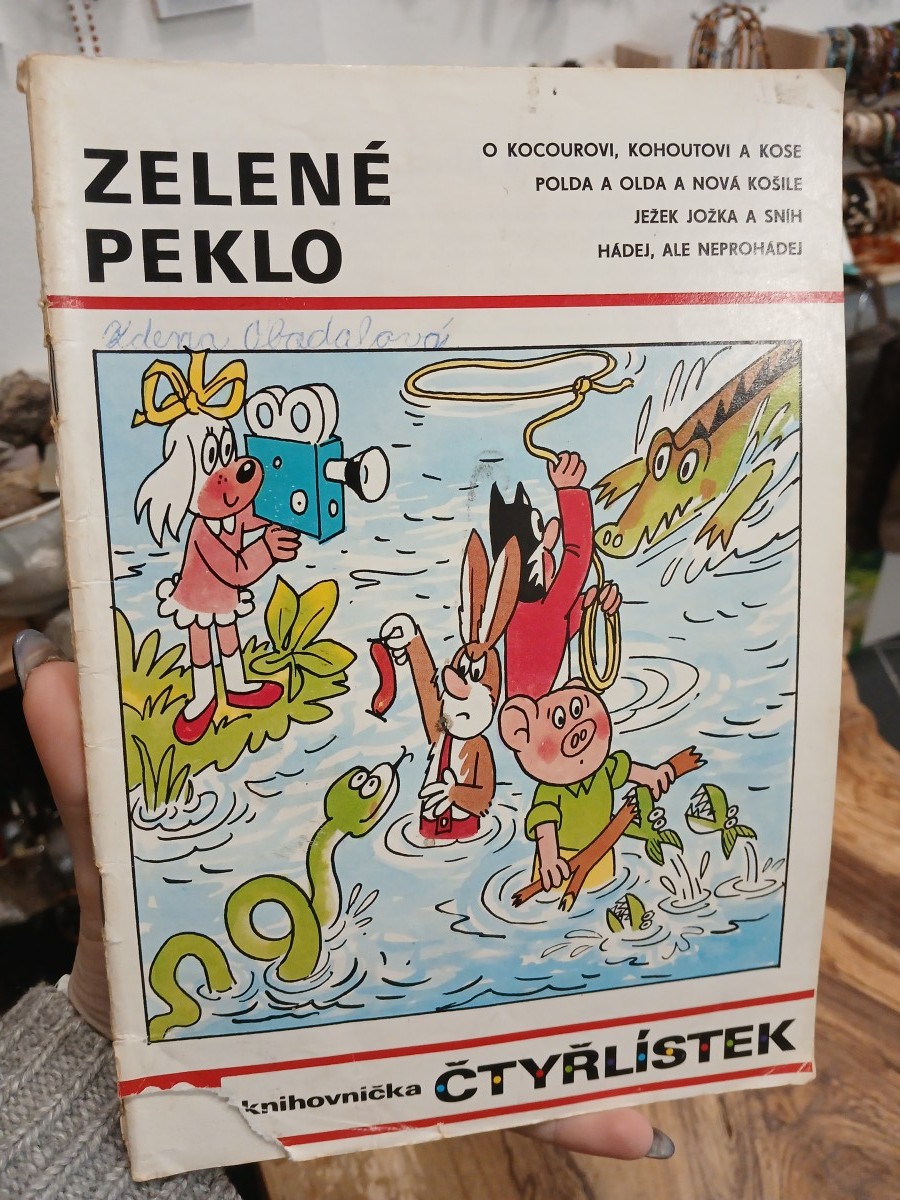 ZELENÉ
PEKLO
O KOCOUROVI, KOHOUTOVI A KOSE
POLDA A OLDA A NOVÁ KOŠILE
JEŽEK JOŽKA A SNÍH
HÁDEJ, ALE NEPROHÁDEJ
Zdena Obadalová
knihovnička ČTYŘLÍSTEK